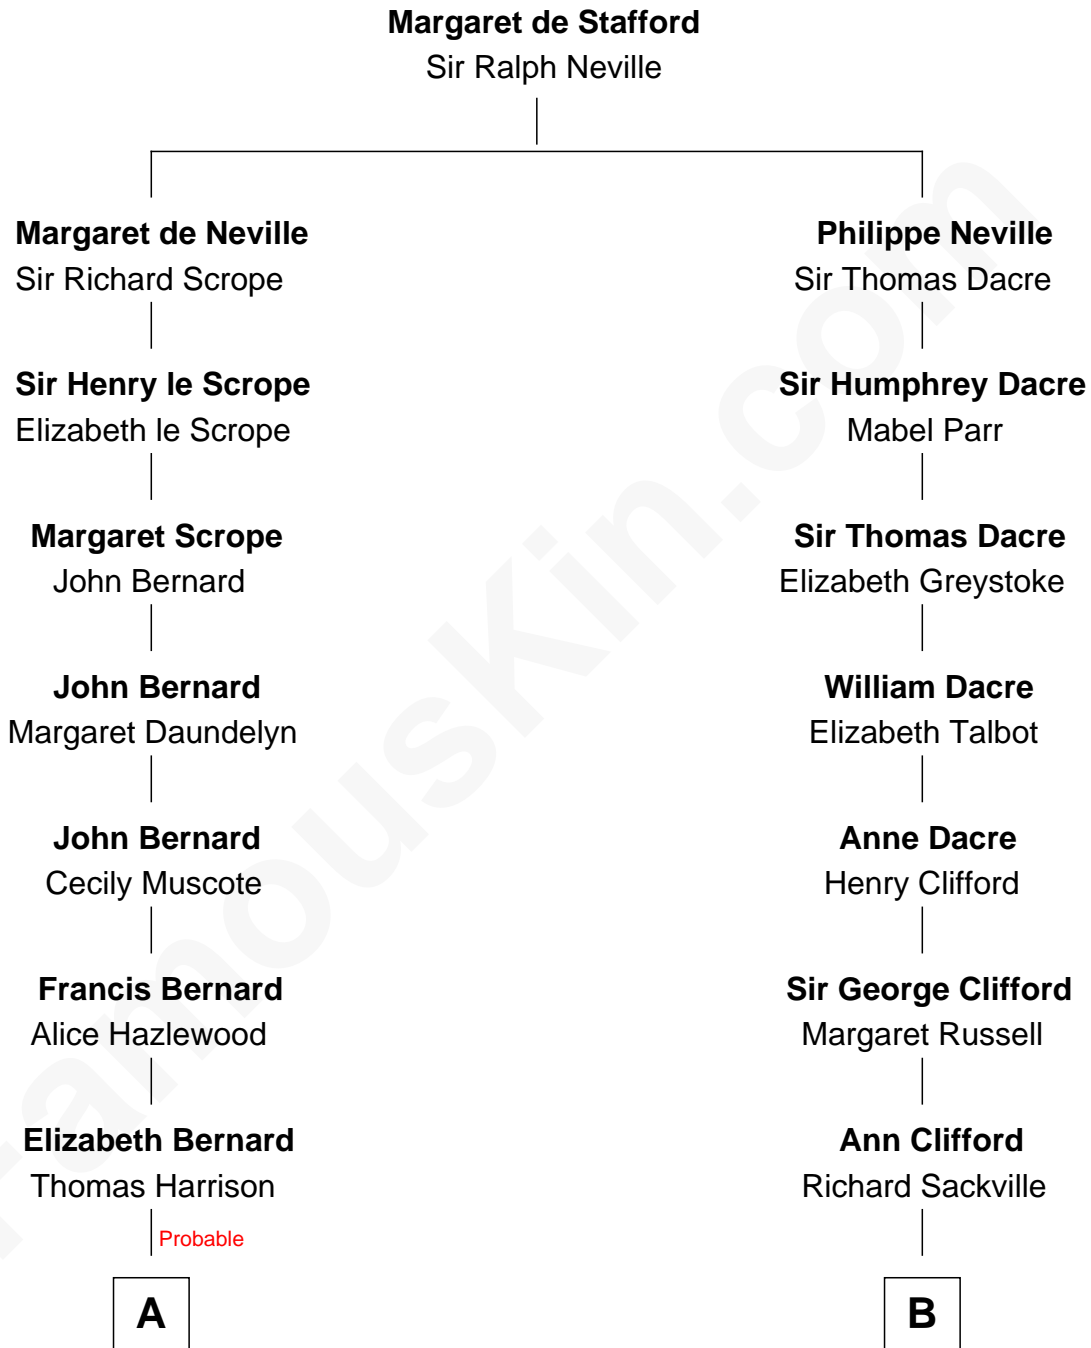 Margaret de Stafford
Sir Ralph Neville
Margaret de Neville
Sir Richard Scrope
Philippe Neville
Sir Thomas Dacre
Sir Henry le Scrope
Elizabeth le Scrope
Sir Humphrey Dacre
Mabel Parr
Margaret Scrope
John Bernard
Sir Thomas Dacre
Elizabeth Greystoke
John Bernard
Margaret Daundelyn
William Dacre
Elizabeth Talbot
John Bernard
Cecily Muscote
Anne Dacre
Henry Clifford
Francis Bernard
Alice Hazlewood
Sir George Clifford
Margaret Russell
Elizabeth Bernard
Thomas Harrison
Ann Clifford
Richard Sackville
Probable
A
B
FamousKin.com